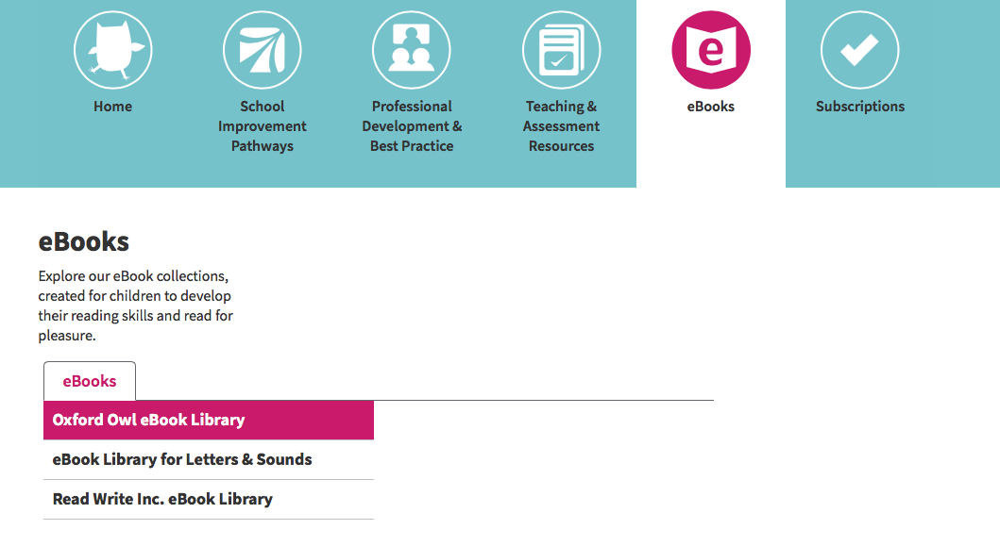 Home
School
Improvement
Pathways
Professional
Development &
Best Practice
Teaching &
Assessment
Resources
e
eBooks
Subscriptions
eBooks
Explore our eBook collections,
created for children to develop
their reading skills and read for
pleasure.
eBooks
Oxford Owl eBook Library
eBook Library for Letters & Sounds
Read Write Inc. eBook Library